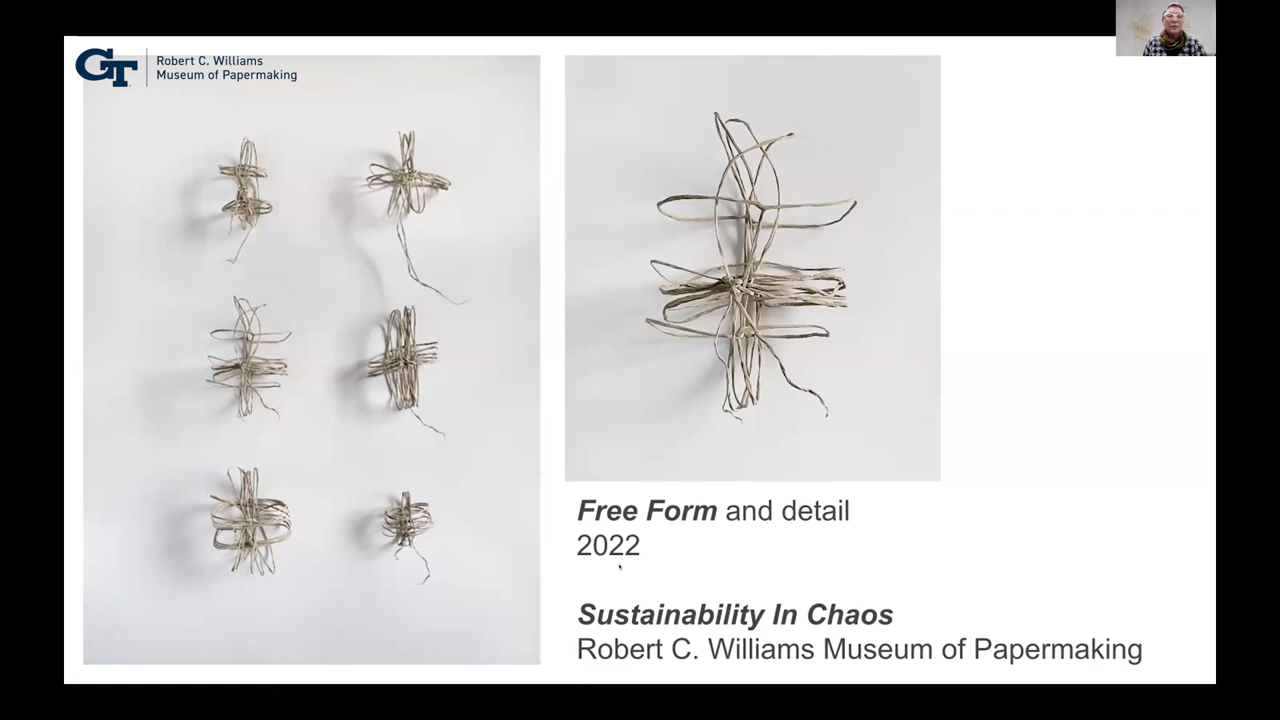 GT
Robert C. Williams
Museum of Papermaking
Free Form and detail
2022
Sustainability In Chaos
Robert C. Williams Museum of Papermaking